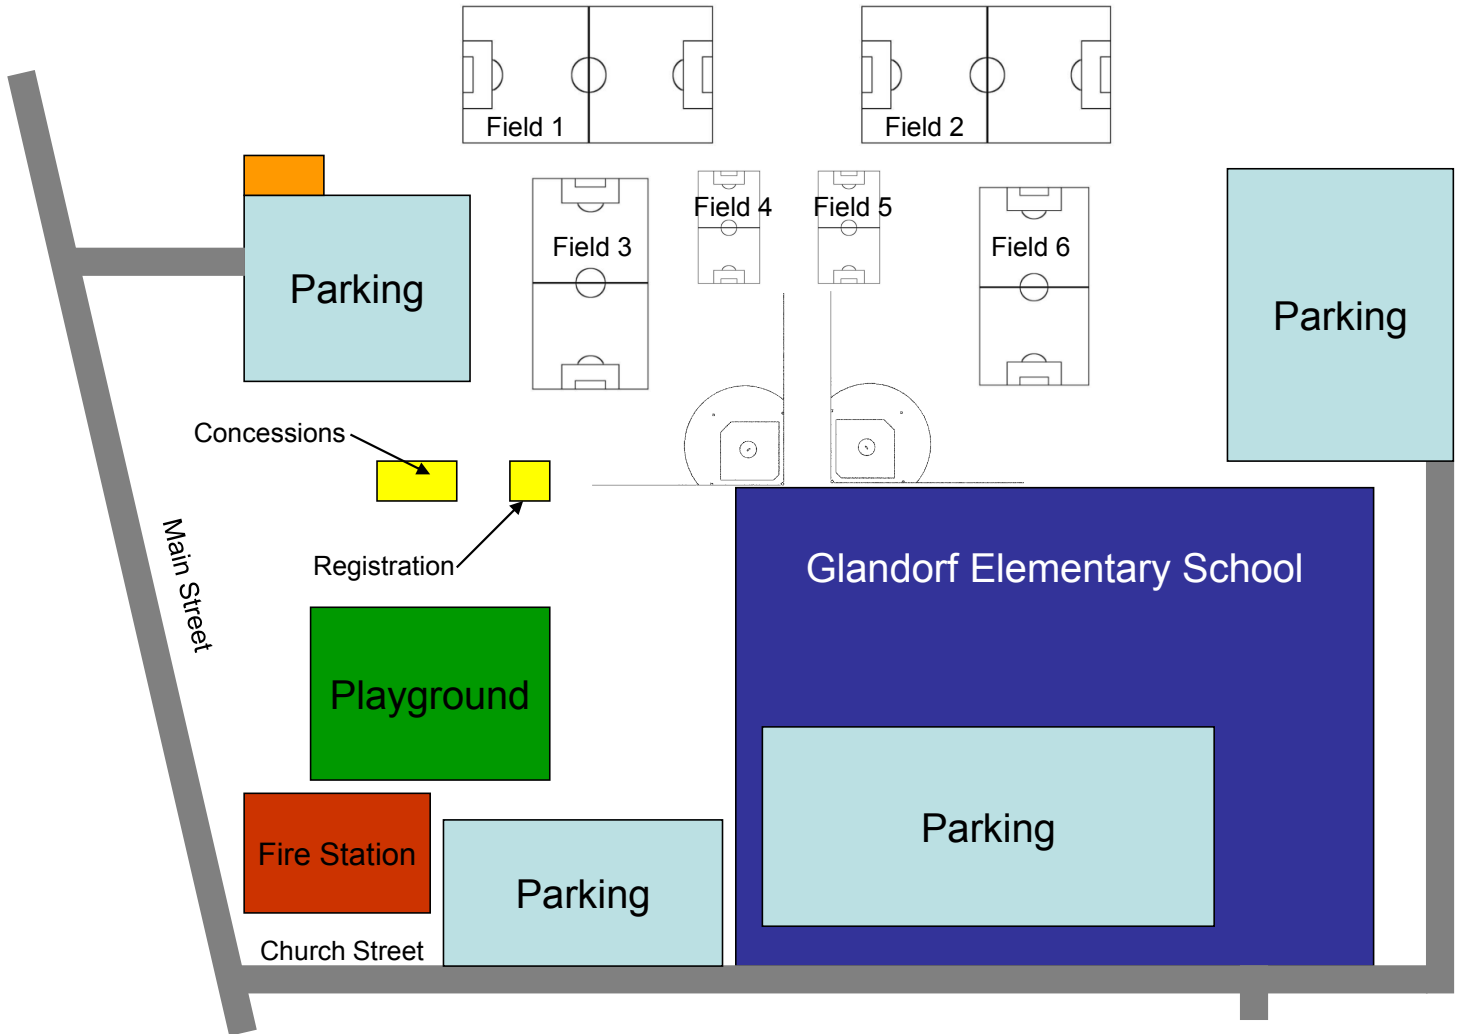 Field 1
Field 2
Field 4
Field 5
Field 3
Field 6
Parking
Parking
Concessions
Registration
Main Street
Glandorf Elementary School
Playground
Parking
Fire Station
Parking
Church Street